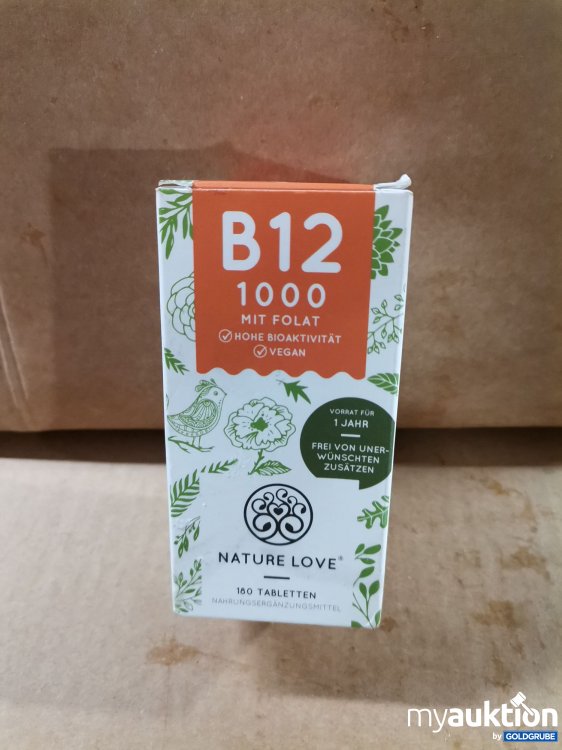 B12
1000
MIT FOLAT
HOHE BIOAKTIVITÄT
VEGAN
VORRAT FÜR
1 JAHR
FREI VON UNER-
WÜNSCHTEN
ZUSÄTZEN
NATURE LOVE®
180 TABLETTEN
NAHRUNGSERGÄNZUNGSMITTEL
myauktion
by GOLDGRUBE